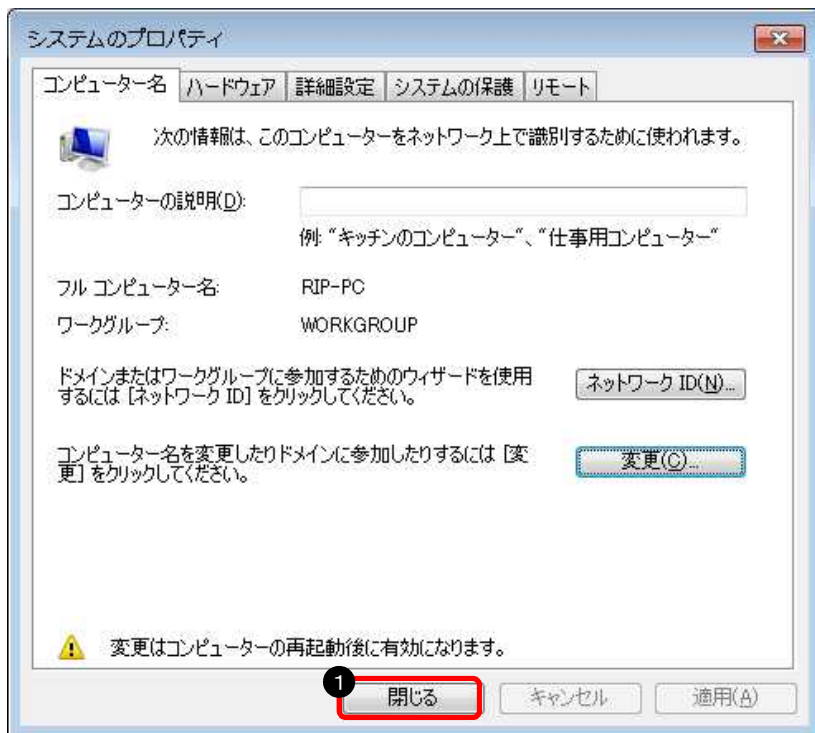 システムのプロパティ
コンピューター名 ハードウェア 詳細設定 システムの保護 リモート
次の情報は、このコンピューターをネットワーク上で識別するために使われます。
コンピューターの説明(D):
例: "キッチンのコンピューター"、"仕事用コンピューター"
フル コンピューター名: RIP-PC
ワークグループ: WORKGROUP
ドメインまたはワークグループに参加するためのウィザードを使用
するには [ネットワーク ID] をクリックしてください。
ネットワーク ID(N)...
コンピューター名を変更したりドメインに参加したりするには [変
更] をクリックしてください。
変更(C)...
変更はコンピューターの再起動後に有効になります。
1
閉じる キャンセル 適用(A)